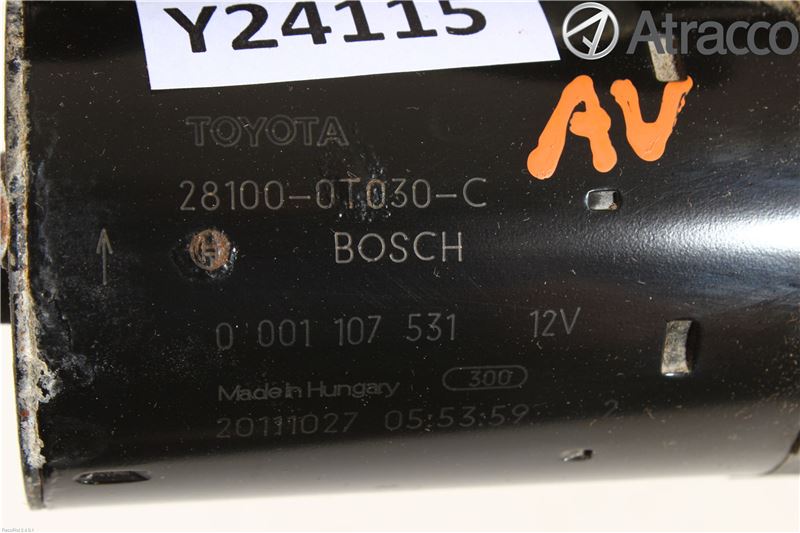 Y24115
Atracco
AV
TOYOTA
28100-0T030-C
BOSCH
0 001 107 531 12V
Made in Hungary 300
20111027 05:53:59 2